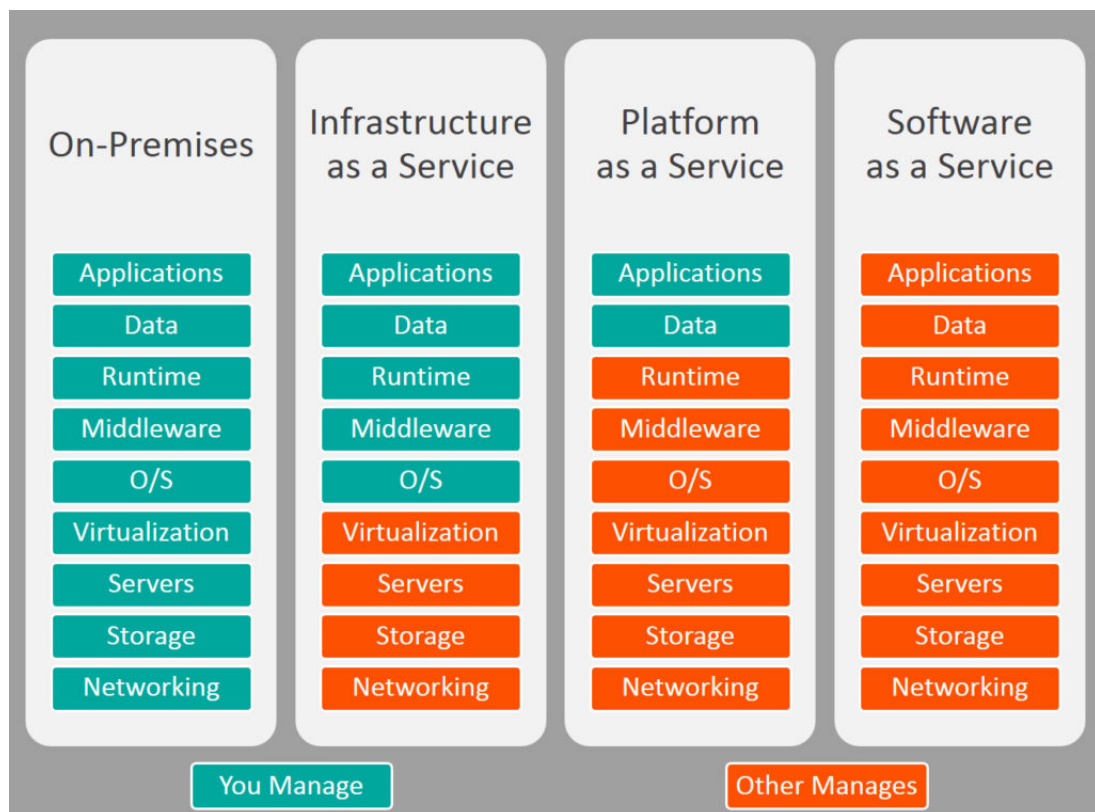 On-Premises
Applications
Data
Runtime
Middleware
O/S
Virtualization
Servers
Storage
Networking
Infrastructure
as a Service
Applications
Data
Runtime
Middleware
O/S
Virtualization
Servers
Storage
Networking
Platform
as a Service
Applications
Data
Runtime
Middleware
O/S
Virtualization
Servers
Storage
Networking
Software
as a Service
Applications
Data
Runtime
Middleware
O/S
Virtualization
Servers
Storage
Networking
You Manage
Other Manages